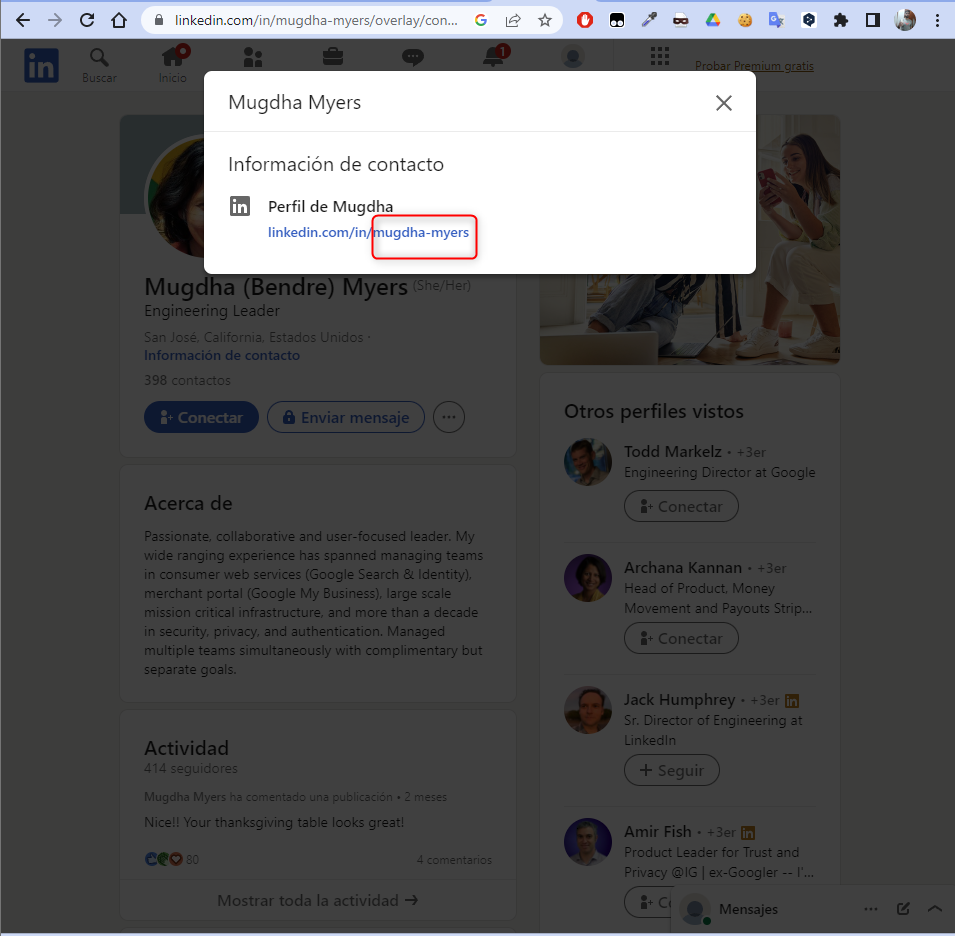 linkedin.com/in/mugdha-myers/overlay/con...
in
Buscar
Inicio
1
Probar Premium gratis
Mugdha Myers
Información de contacto
in
Perfil de Mugdha
linkedin.com/in/mugdha-myers
Mugdha (Bendre) Myers (She/Her)
Engineering Leader
San José, California, Estados Unidos ·
Información de contacto
398 contactos
Conectar
Enviar mensaje
Acerca de
Passionate, collaborative and user-focused leader. My
wide ranging experience has spanned managing teams
in consumer web services (Google Search & Identity),
merchant portal (Google My Business), large scale
mission critical infrastructure, and more than a decade
in security, privacy, and authentication. Managed
multiple teams simultaneously with complimentary but
separate goals.
Actividad
414 seguidores
Mugdha Myers ha comentado una publicación • 2 meses
Nice!! Your thanksgiving table looks great!
80
4 comentarios
Mostrar toda la actividad →
Otros perfiles vistos
Todd Markelz • +3er
Engineering Director at Google
Conectar
Archana Kannan • +3er
Head of Product, Money
Movement and Payouts Strip...
Conectar
Jack Humphrey • +3er in
Sr. Director of Engineering at
LinkedIn
+ Seguir
Amir Fish • +3er in
Product Leader for Trust and
Privacy @IG | ex-Googler -- I'...
Mensajes